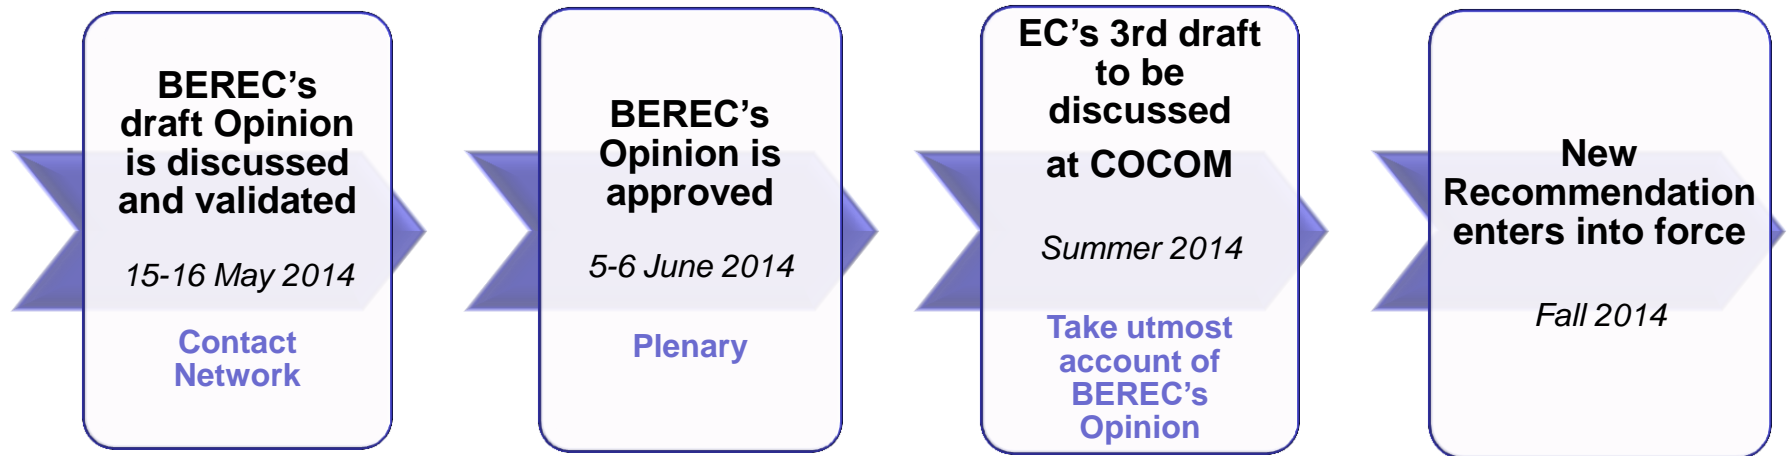 BEREC's
draft Opinion
is discussed
and validated
15-16 May 2014
Contact
Network
BEREC's
Opinion is
approved
5-6 June 2014
Plenary
EC's 3rd draft
to be
discussed
at COCOM
Summer 2014
Take utmost
account of
BEREC's
Opinion
New
Recommendation
enters into force
Fall 2014